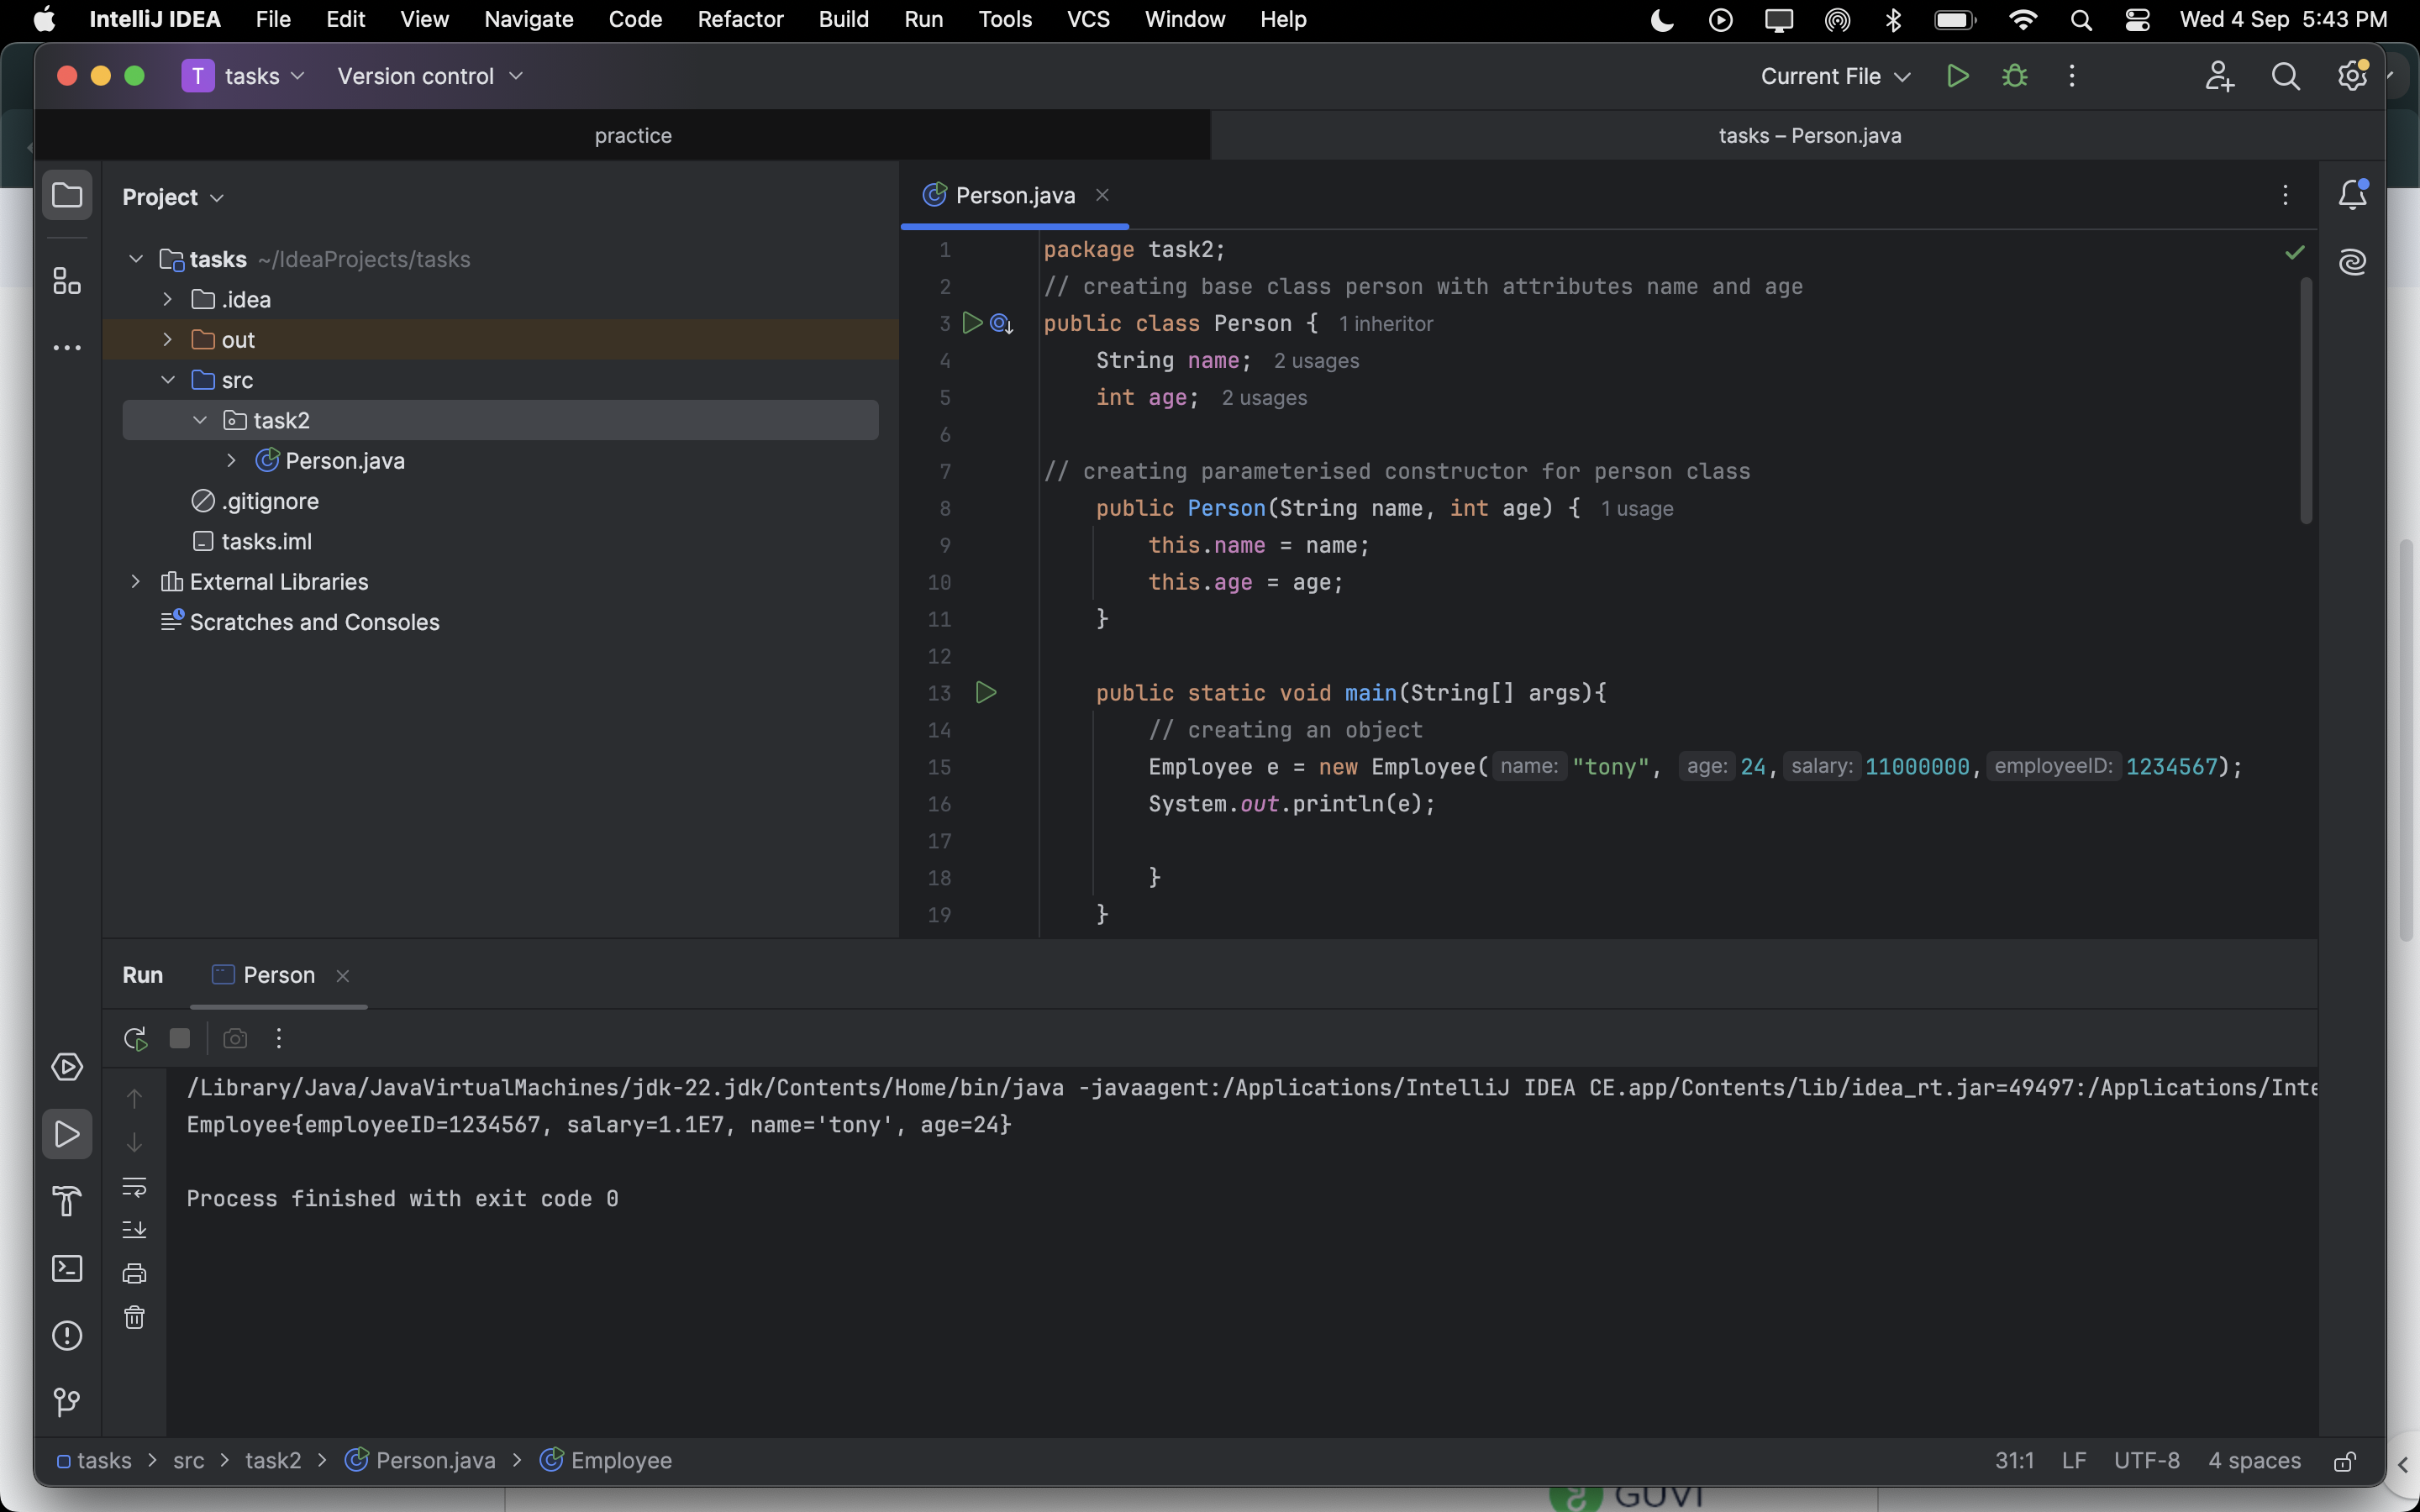 IntelliJ IDEA File Edit View Navigate Code Refactor Build Run Tools VCS Window Help Wed 4 Sep 5:43 PM
T tasks Version control Current File
practice tasks – Person.java
Project
tasks ~/IdeaProjects/tasks
.idea
out
src
task2
Person.java
.gitignore
tasks.iml
External Libraries
Scratches and Consoles
Person.java
1 package task2;
2 // creating base class person with attributes name and age
3 public class Person { 1 inheritor
4 String name; 2 usages
5 int age; 2 usages
6
7 // creating parameterised constructor for person class
8 public Person(String name, int age) { 1 usage
9 this.name = name;
10 this.age = age;
11 }
12
13 public static void main(String[] args){
14 // creating an object
15 Employee e = new Employee( name: "tony", age: 24, salary: 11000000, employeeID: 1234567);
16 System.out.println(e);
17
18 }
19 }
Run Person
/Library/Java/JavaVirtualMachines/jdk-22.jdk/Contents/Home/bin/java -javaagent:/Applications/IntelliJ IDEA CE.app/Contents/lib/idea_rt.jar=49497:/Applications/Inte
Employee{employeeID=1234567, salary=1.1E7, name='tony', age=24}
Process finished with exit code 0
tasks > src > task2 > Person.java > Employee 31:1 LF UTF-8 4 spaces
GUVI